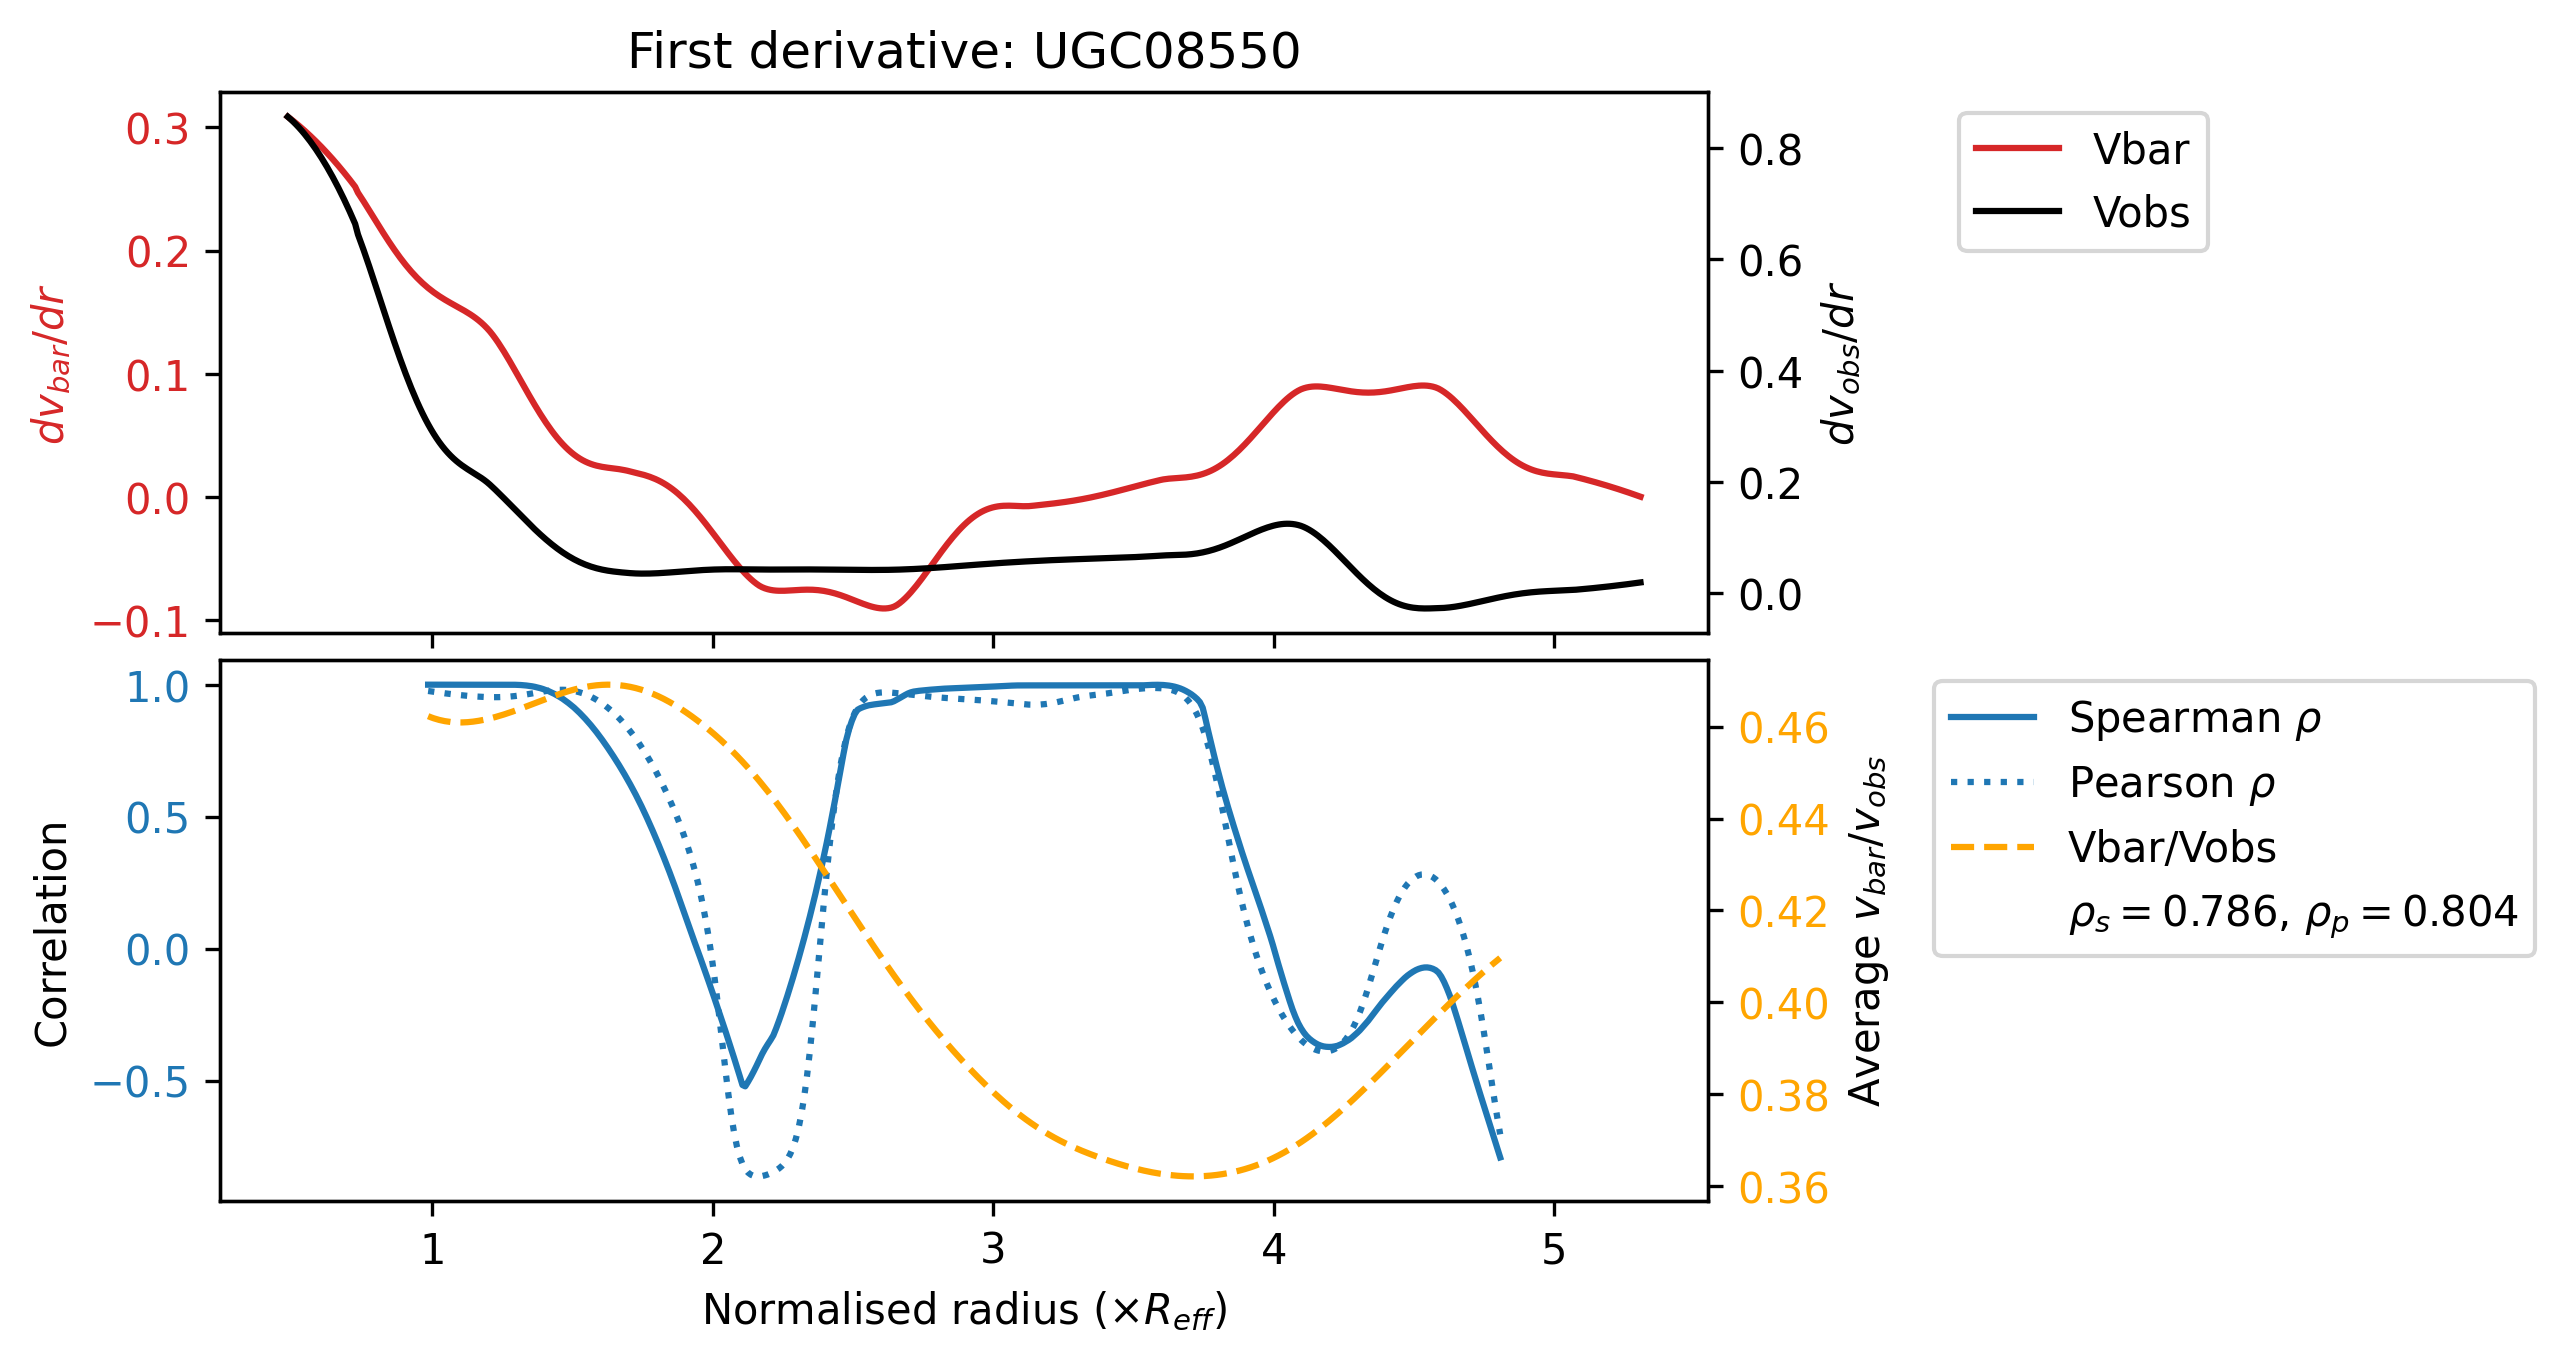 First derivative: UGC08550
0.3
0.2
0.1
0.0
−0.1
dv_bar/dr
0.8
0.6
0.4
0.2
0.0
dv_obs/dr
Vbar
Vobs
1.0
0.5
0.0
−0.5
Correlation
0.46
0.44
0.42
0.40
0.38
0.36
Average v_bar/v_obs
Spearman ρ
Pearson ρ
Vbar/Vobs
ρ_s = 0.786, ρ_p = 0.804
1 2 3 4 5
Normalised radius (×R_eff)